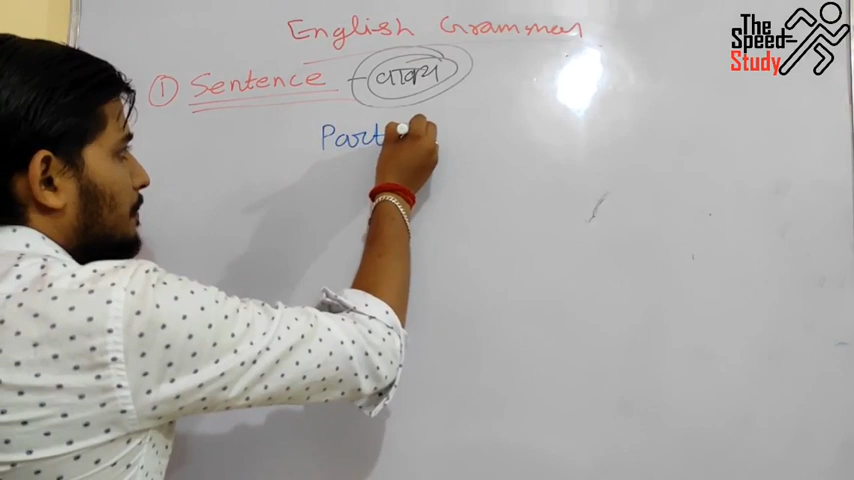 English Grammar
① Sentence - वाक्य
Part
The
Speed
Study